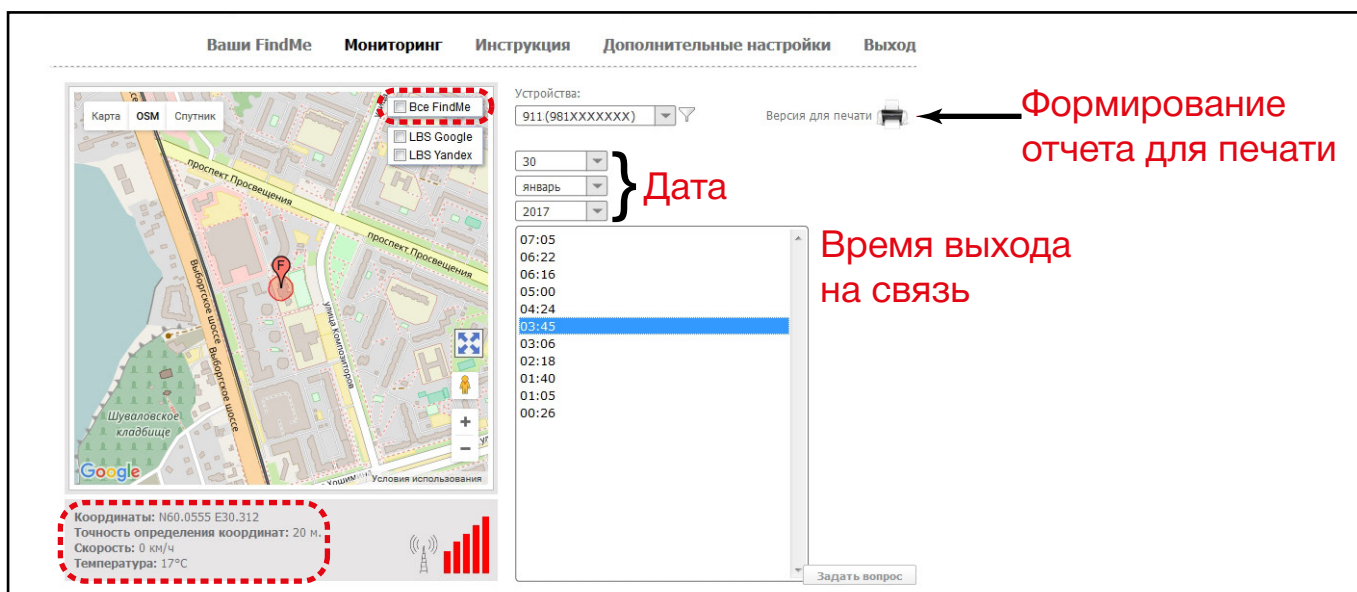 Ваши FindMe Мониторинг Инструкция Дополнительные настройки Выход
Карта OSM Спутник
Все FindMe
LBS Google
LBS Yandex
проспект Просвещения
проспект Просвещения
Выборгское шоссе
Выборгское шоссе
улица Композиторов
Шуваловское
кладбище
Google
Условия использования
Координаты: N60.0555 E30.312
Точность определения координат: 20 м.
Скорость: 0 км/ч
Температура: 17°C
Устройства:
911 (981XXXXXXX)
Версия для печати
Формирование
отчета для печати
30
январь
2017
Дата
07:05
06:22
06:16
05:00
04:24
03:45
03:06
02:18
01:40
01:05
00:26
Время выхода
на связь
Задать вопрос
F